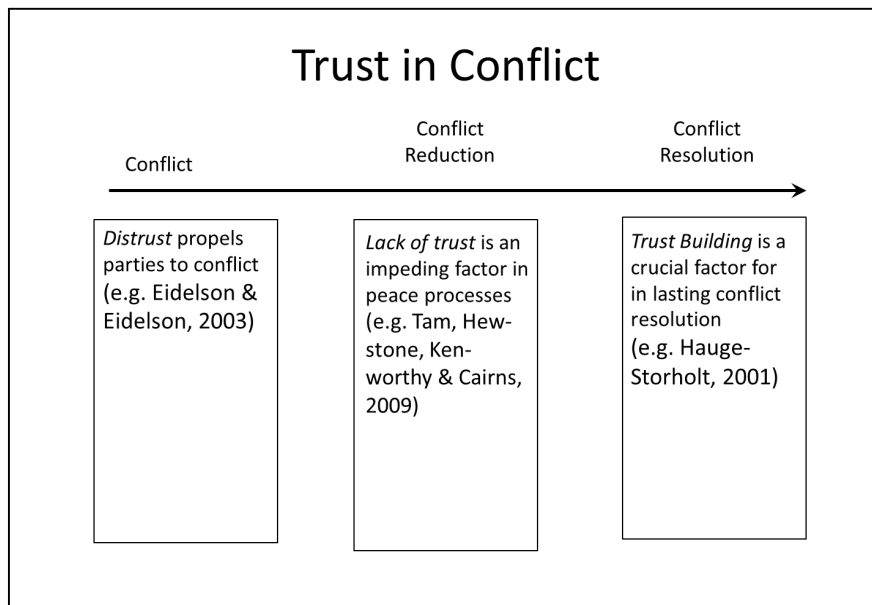 Trust in Conflict
Conflict
Conflict
Reduction
Conflict
Resolution
Distrust propels
parties to conflict
(e.g. Eidelson &
Eidelson, 2003)
Lack of trust is an
impeding factor in
peace processes
(e.g. Tam, Hew-
stone, Ken-
worthy & Cairns,
2009)
Trust Building is a
crucial factor for
in lasting conflict
resolution
(e.g. Hauge-
Storholt, 2001)